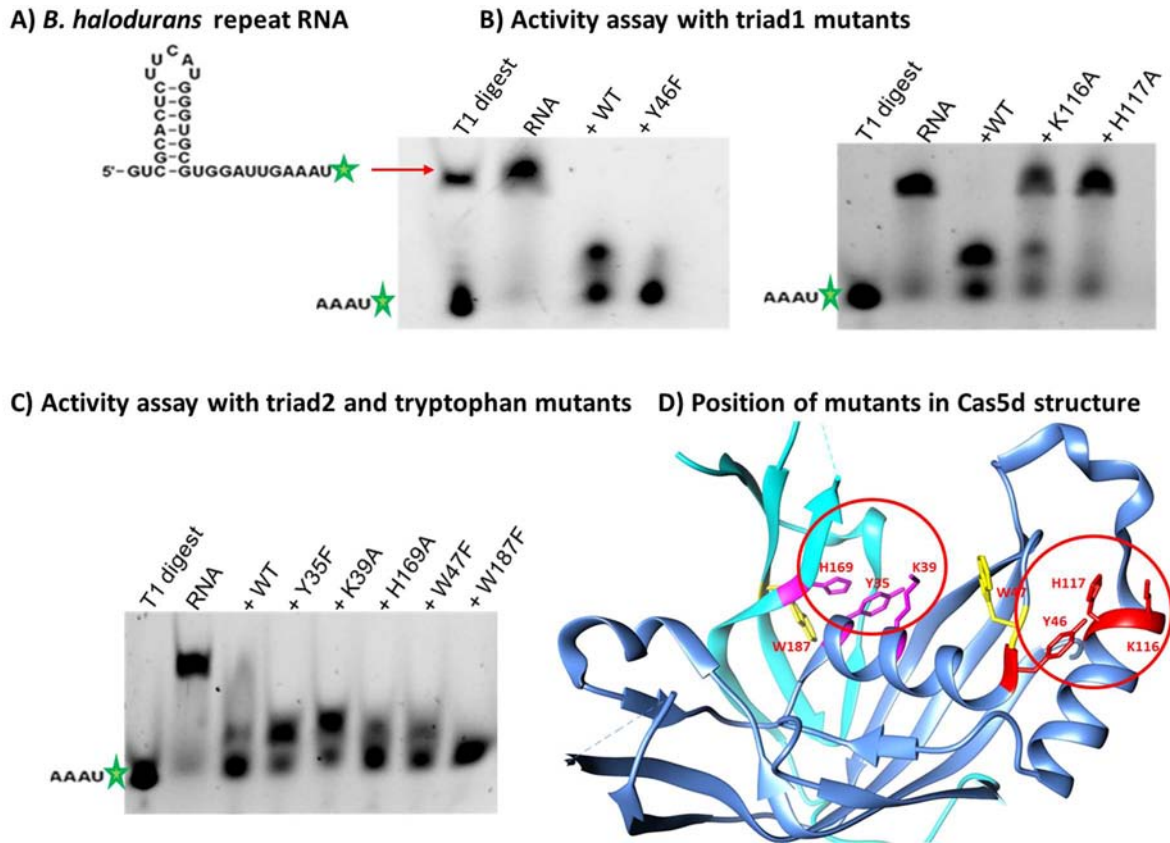 A) B. halodurans repeat RNA
B) Activity assay with triad1 mutants
U C A
U U
U G
C-G
U-G
C-G
A-U
C-G
G-C
5'- GUC - GUGGAUUGAAAU
T1 digest
RNA
+ WT
+ Y46F
AAAU
T1 digest
RNA
+WT
+ K116A
+ H117A
AAAU
C) Activity assay with triad2 and tryptophan mutants
D) Position of mutants in Cas5d structure
T1 digest
RNA
+ WT
+ Y35F
+ K39A
+ H169A
+ W47F
+ W187F
AAAU
H169
Y35
K39
W187
W47
H117
Y46
K116